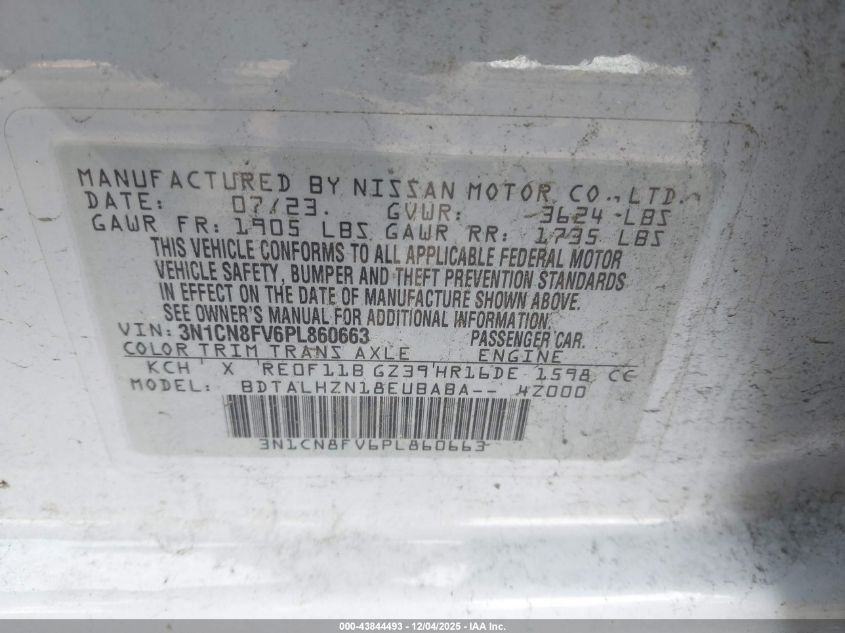 MANUFACTURED BY NISSAN MOTOR CO., LTD.
DATE: 07/23. GVWR: 3624 LBS
GAWR FR: 1905 LBS GAWR RR: 1735 LBS
THIS VEHICLE CONFORMS TO ALL APPLICABLE FEDERAL MOTOR
VEHICLE SAFETY, BUMPER AND THEFT PREVENTION STANDARDS
IN EFFECT ON THE DATE OF MANUFACTURE SHOWN ABOVE.
SEE OWNER'S MANUAL FOR ADDITIONAL INFORMATION.
VIN: 3N1CN8FV6PL860663 PASSENGER CAR.
COLOR TRIM TRANS AXLE ENGINE
KCH X RE0F11B GZ39 HR16DE 1598 CC
MODEL: BDTALHZN18EUBABA-- 4Z000
3N1CN8FV6PL860663
000-43844493 - 12/04/2025 - IAA Inc.